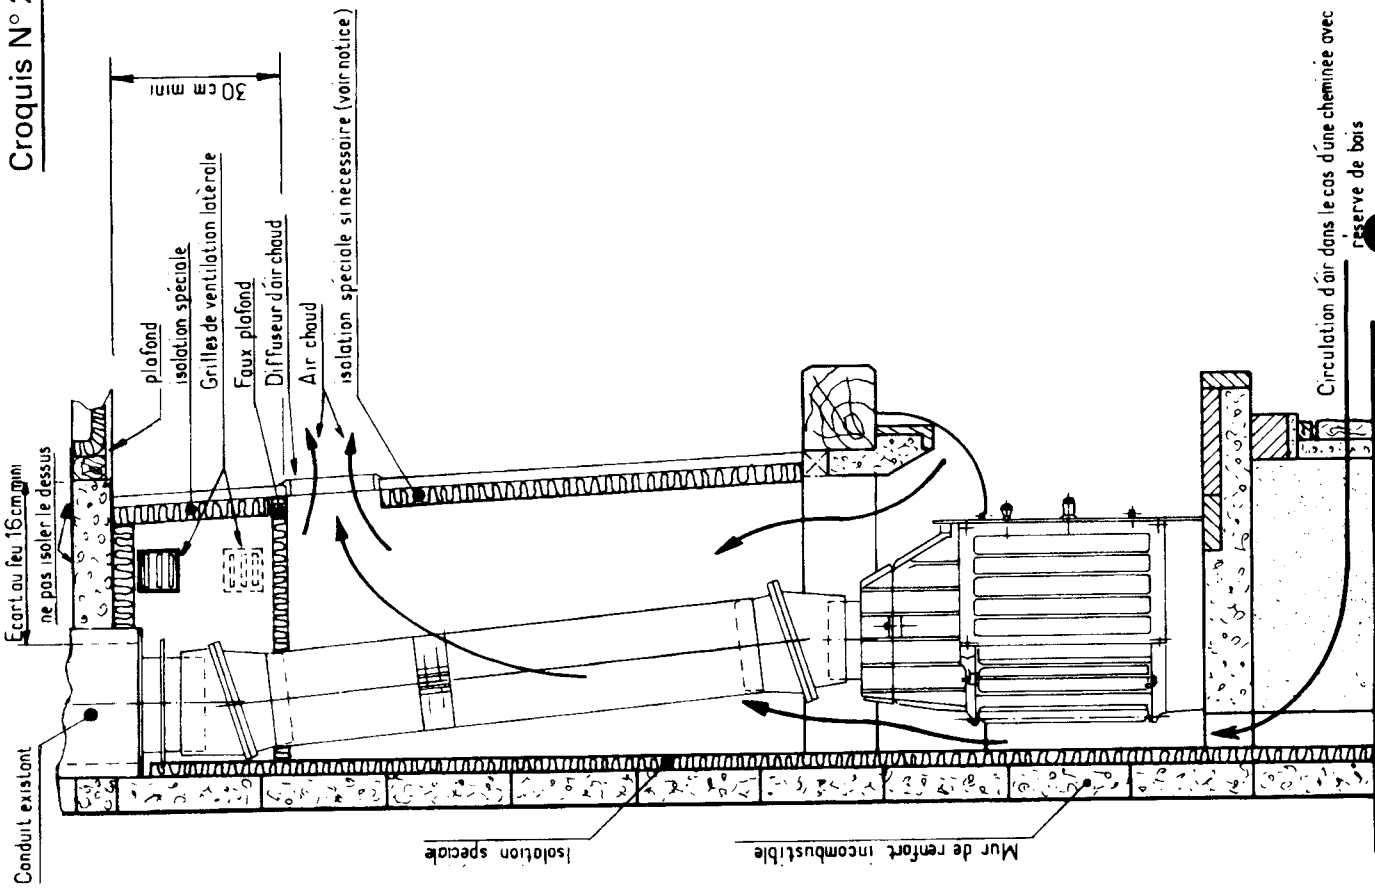 Croquis N°
Ecart au feu 16 cm mini
ne pas isoler le dessus
30 cm mini
plafond
isolation spéciale
Grilles de ventilation latérale
Faux plafond
Diffuseur d'air chaud
Air chaud
isolation spéciale si nécessaire (voir notice)
Conduit existant
Isolation spéciale
Mur de renfort incombustible
Circulation d'air dans le cas d'une cheminée avec
réserve de bois